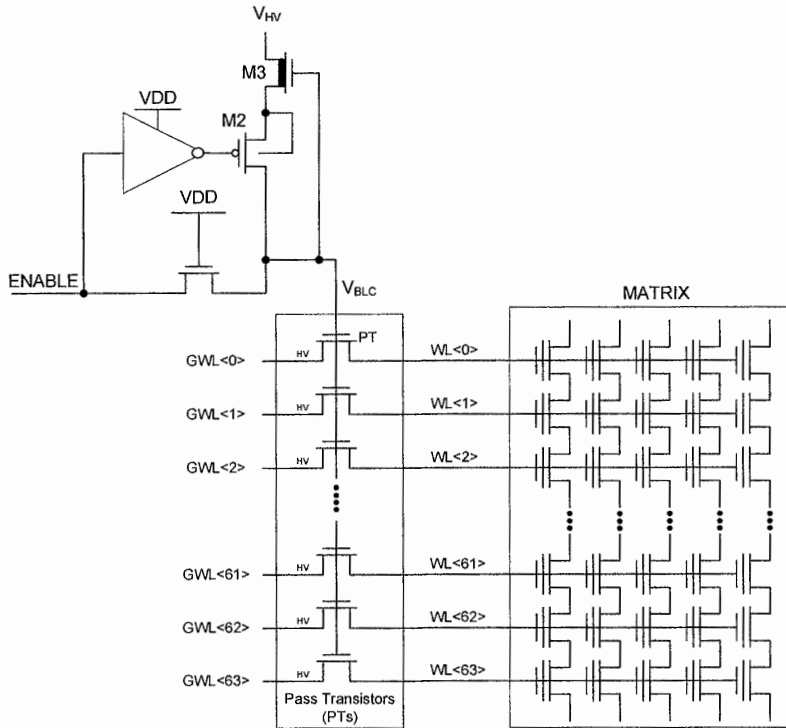 V_HV
M3
VDD
M2
VDD
ENABLE
V_BLC
MATRIX
PT
GWL<0> HV WL<0>
GWL<1> HV WL<1>
GWL<2> HV WL<2>
GWL<61> HV WL<61>
GWL<62> HV WL<62>
GWL<63> HV WL<63>
Pass Transistors
(PTs)